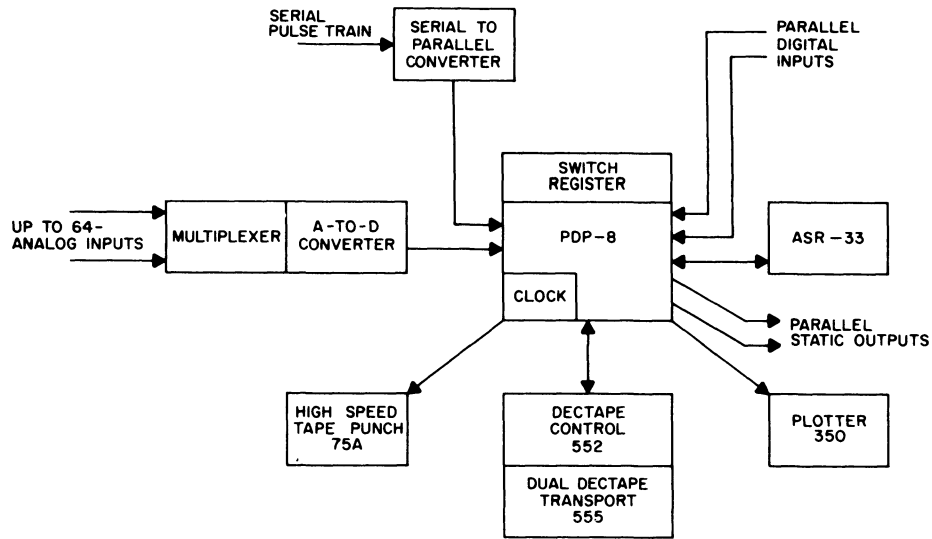 SERIAL
PULSE TRAIN
SERIAL TO
PARALLEL
CONVERTER
PARALLEL
DIGITAL
INPUTS
SWITCH
REGISTER
UP TO 64-
ANALOG INPUTS
MULTIPLEXER
A-TO-D
CONVERTER
PDP-8
ASR-33
CLOCK
PARALLEL
STATIC OUTPUTS
HIGH SPEED
TAPE PUNCH
75A
DECTAPE
CONTROL
552
DUAL DECTAPE
TRANSPORT
555
PLOTTER
350